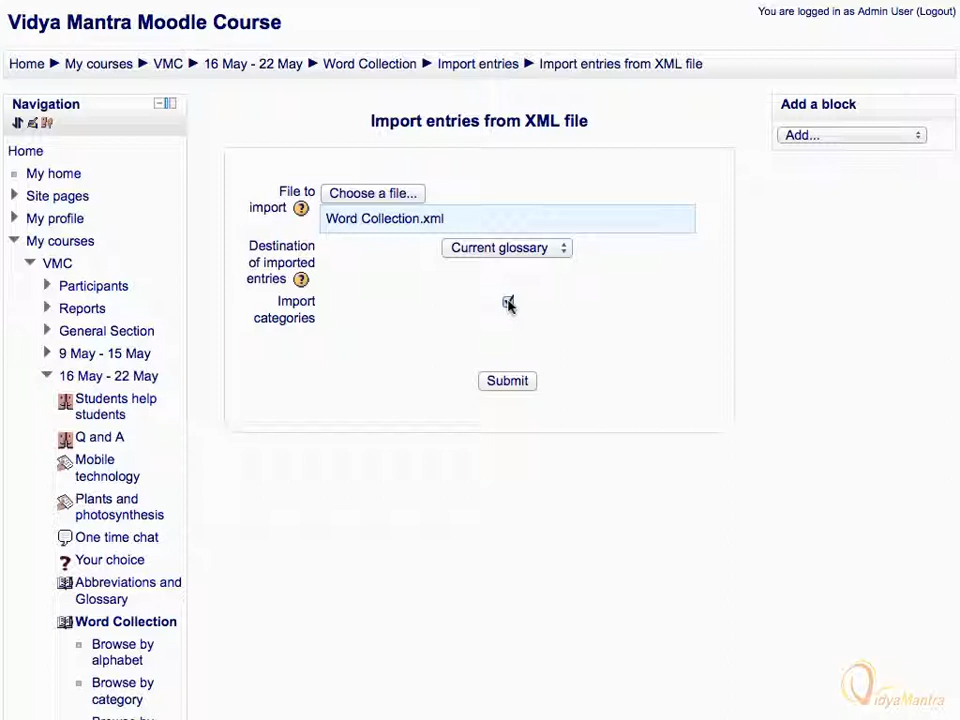 Vidya Mantra Moodle Course
You are logged in as Admin User (Logout)
Home ► My courses ► VMC ► 16 May - 22 May ► Word Collection ► Import entries ► Import entries from XML file
Navigation
Home
My home
Site pages
My profile
My courses
VMC
Participants
Reports
General Section
9 May - 15 May
16 May - 22 May
Students help
students
Q and A
Mobile
technology
Plants and
photosynthesis
One time chat
Your choice
Abbreviations and
Glossary
Word Collection
Browse by
alphabet
Browse by
category
Import entries from XML file
File to
import
Choose a file...
Word Collection.xml
Destination
of imported
entries
Current glossary
Import
categories
Submit
Add a block
Add...
VidyaMantra